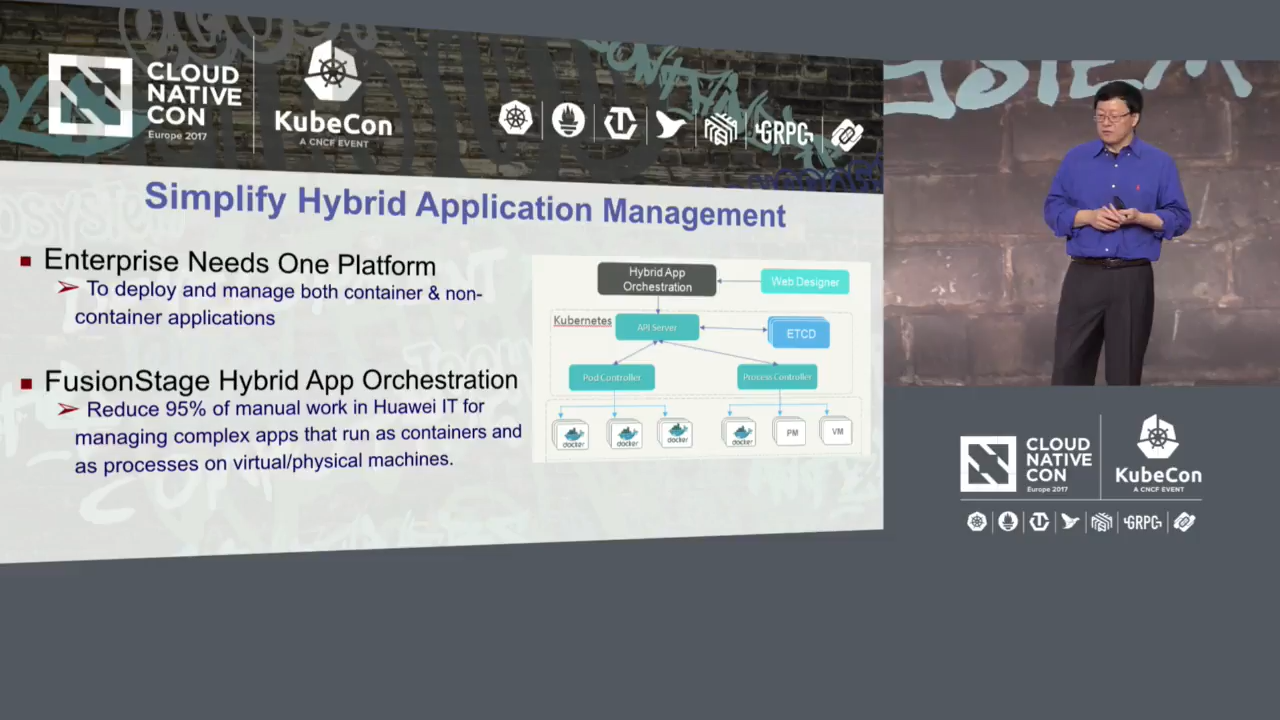 CLOUD
NATIVE
CON
Europe 2017
KubeCon
A CNCF EVENT
GRPC
Simplify Hybrid Application Management
Enterprise Needs One Platform
To deploy and manage both container & non-
container applications
FusionStage Hybrid App Orchestration
Reduce 95% of manual work in Huawei IT for
managing complex apps that run as containers and
as processes on virtual/physical machines.
Hybrid App
Orchestration
Web Designer
Kubernetes
API Server
ETCD
Pod Controller
Process Controller
docker
docker
docker
docker
PM
VM
CLOUD
NATIVE
CON
Europe 2017
KubeCon
A CNCF EVENT
GRPC